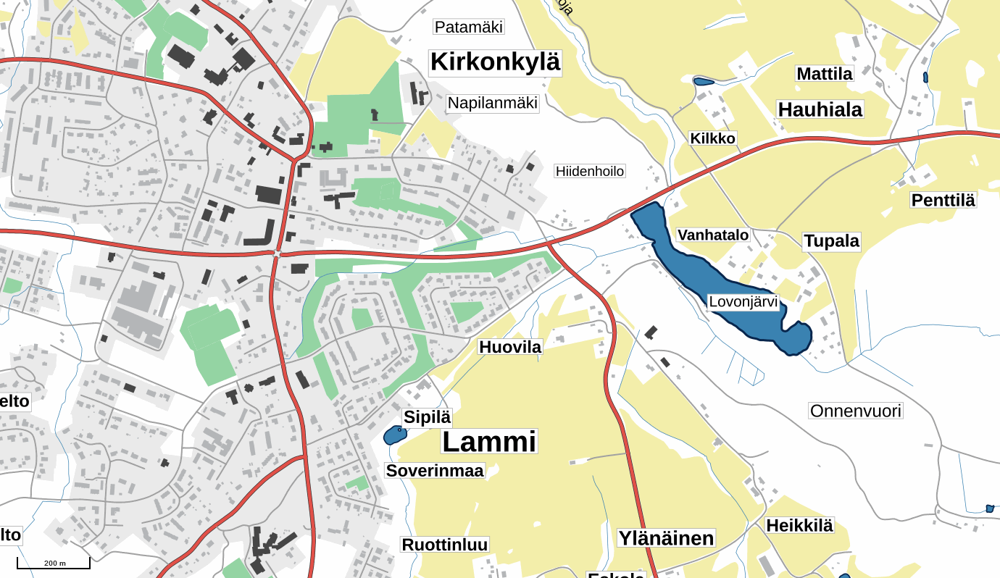 oja
Patamäki
Kirkonkylä
Mattila
Napilanmäki
Hauhiala
Kilkko
Hiidenhoilo
Penttilä
Vanhatalo
Tupala
Lovonjärvi
Huovila
elto
Onnenvuori
Sipilä
Lammi
Soverinmaa
Heikkilä
lto
Ylänäinen
Ruottinluu
200 m